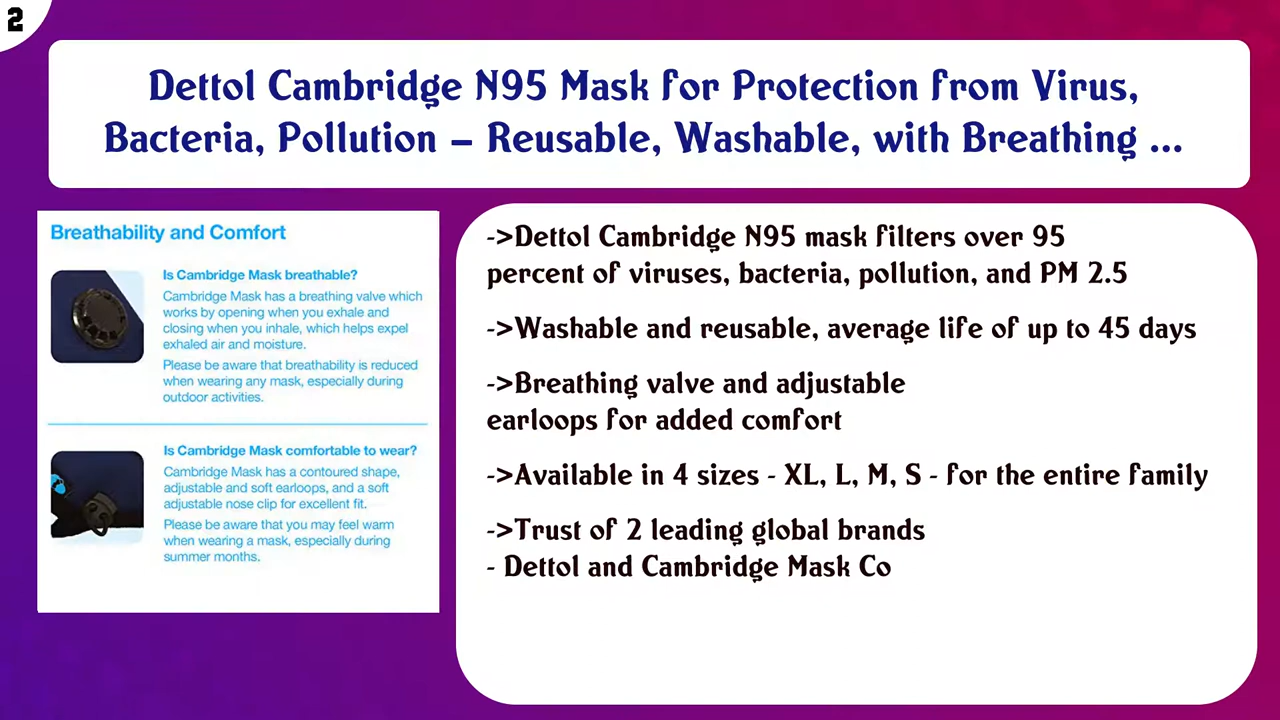 2
Dettol Cambridge N95 Mask for Protection from Virus,
Bacteria, Pollution – Reusable, Washable, with Breathing ...
Breathability and Comfort
Is Cambridge Mask breathable?
Cambridge Mask has a breathing valve which
works by opening when you exhale and
closing when you inhale, which helps expel
exhaled air and moisture.
Please be aware that breathability is reduced
when wearing any mask, especially during
outdoor activities.
Is Cambridge Mask comfortable to wear?
Cambridge Mask has a contoured shape,
adjustable and soft earloops, and a soft
adjustable nose clip for excellent fit.
Please be aware that you may feel warm
when wearing a mask, especially during
summer months.
->Dettol Cambridge N95 mask filters over 95
percent of viruses, bacteria, pollution, and PM 2.5
->Washable and reusable, average life of up to 45 days
->Breathing valve and adjustable
earloops for added comfort
->Available in 4 sizes - XL, L, M, S - for the entire family
->Trust of 2 leading global brands
- Dettol and Cambridge Mask Co